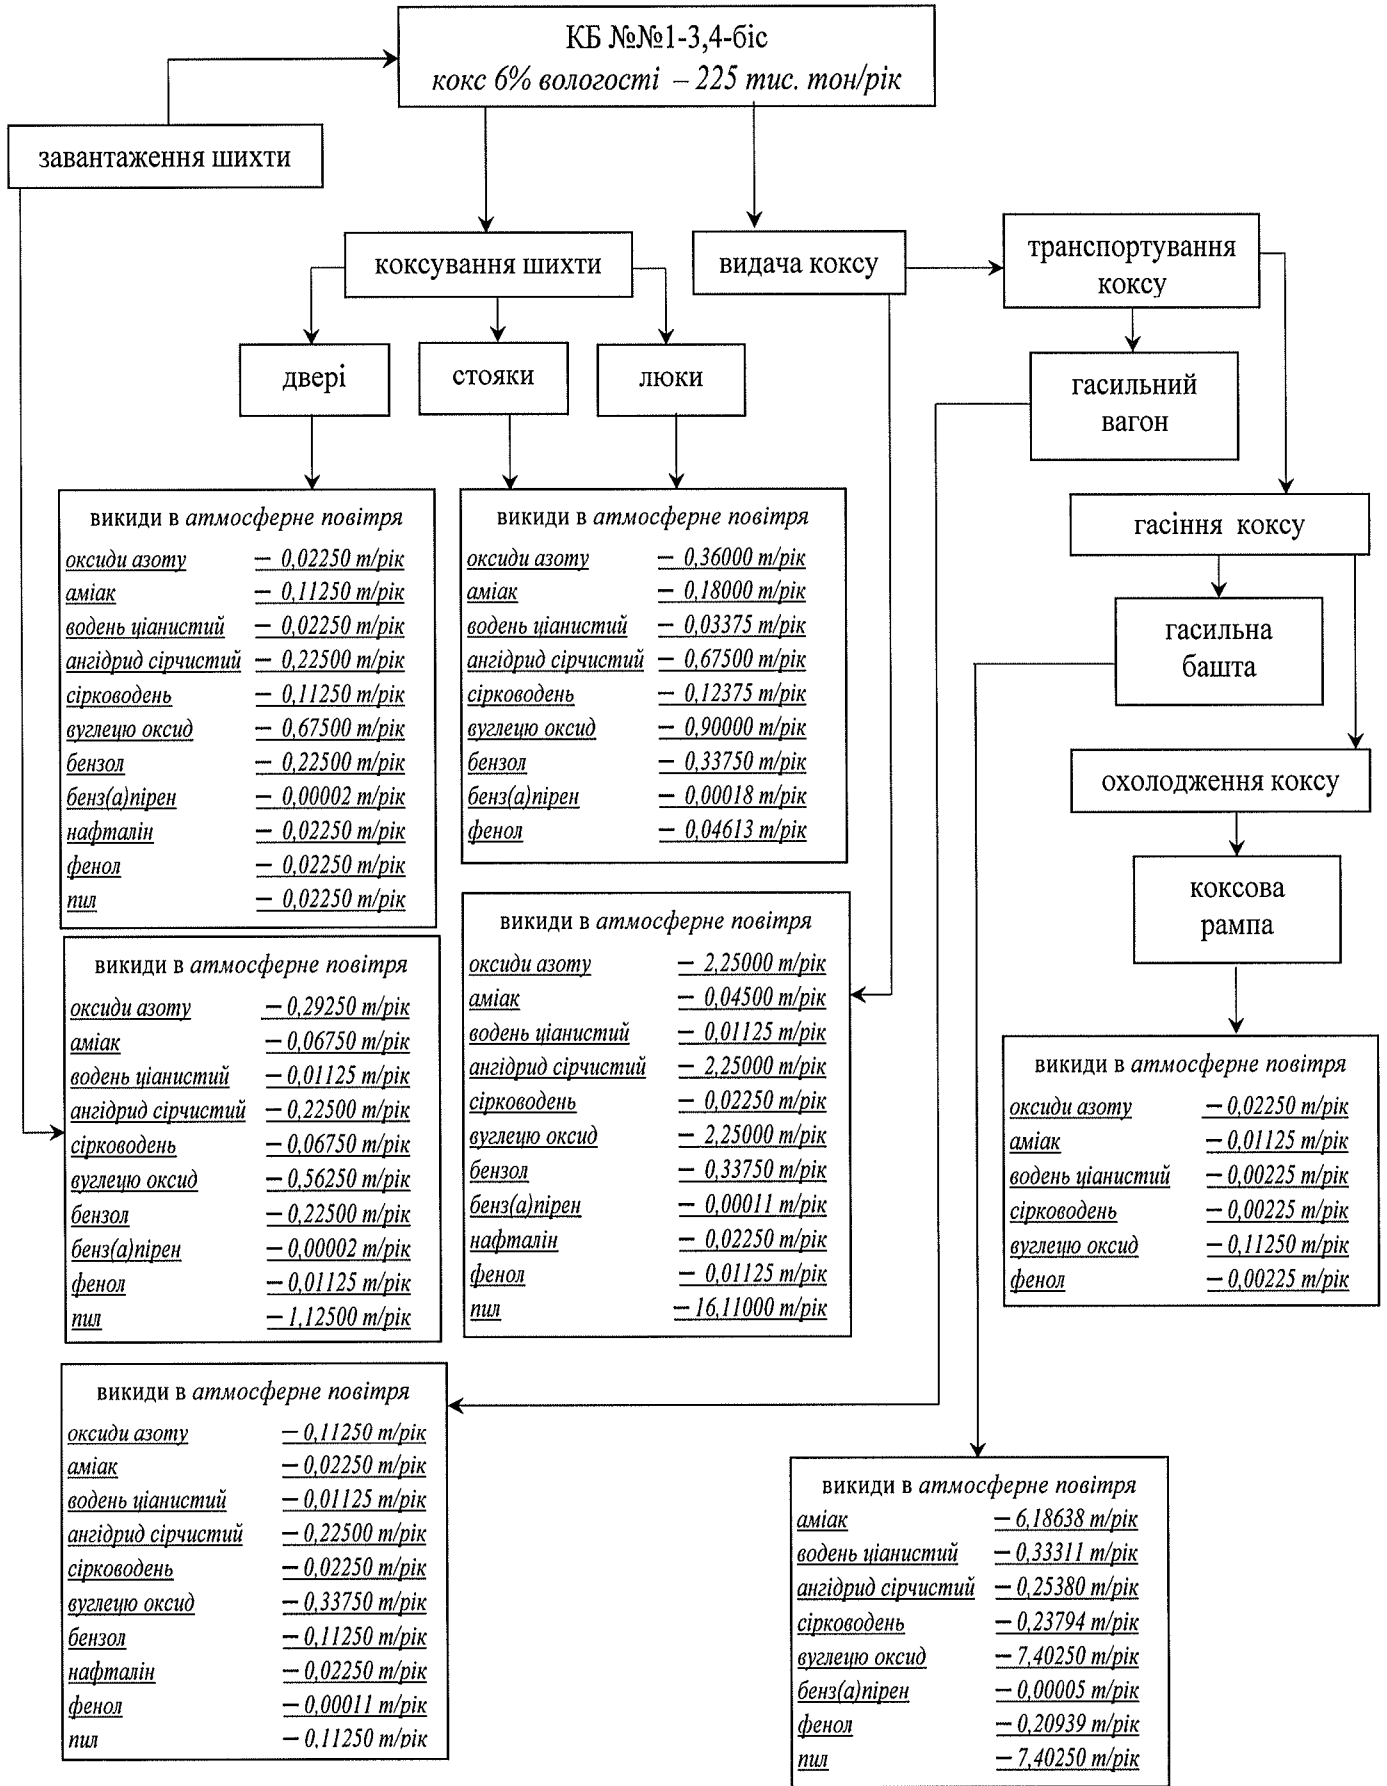 КБ №№1-3,4-біс
кокс 6% вологості – 225 тис. тон/рік
завантаження шихти
коксування шихти
видача коксу
транспортування
коксу
двері
стояки
люки
гасильний
вагон
гасіння коксу
гасильна
башта
охолодження коксу
коксова
рампа
викиди в атмосферне повітря
оксиди азоту – 0,02250 т/рік
аміак – 0,11250 т/рік
водень ціанистий – 0,02250 т/рік
ангідрид сірчистий – 0,22500 т/рік
сірководень – 0,11250 т/рік
вуглецю оксид – 0,67500 т/рік
бензол – 0,22500 т/рік
бенз(а)пірен – 0,00002 т/рік
нафталін – 0,02250 т/рік
фенол – 0,02250 т/рік
пил – 0,02250 т/рік
викиди в атмосферне повітря
оксиди азоту – 0,36000 т/рік
аміак – 0,18000 т/рік
водень ціанистий – 0,03375 т/рік
ангідрид сірчистий – 0,67500 т/рік
сірководень – 0,12375 т/рік
вуглецю оксид – 0,90000 т/рік
бензол – 0,33750 т/рік
бенз(а)пірен – 0,00018 т/рік
фенол – 0,04613 т/рік
викиди в атмосферне повітря
оксиди азоту – 0,29250 т/рік
аміак – 0,06750 т/рік
водень ціанистий – 0,01125 т/рік
ангідрид сірчистий – 0,22500 т/рік
сірководень – 0,06750 т/рік
вуглецю оксид – 0,56250 т/рік
бензол – 0,22500 т/рік
бенз(а)пірен – 0,00002 т/рік
фенол – 0,01125 т/рік
пил – 1,12500 т/рік
викиди в атмосферне повітря
оксиди азоту – 2,25000 т/рік
аміак – 0,04500 т/рік
водень ціанистий – 0,01125 т/рік
ангідрид сірчистий – 2,25000 т/рік
сірководень – 0,02250 т/рік
вуглецю оксид – 2,25000 т/рік
бензол – 0,33750 т/рік
бенз(а)пірен – 0,00011 т/рік
нафталін – 0,02250 т/рік
фенол – 0,01125 т/рік
пил – 16,11000 т/рік
викиди в атмосферне повітря
оксиди азоту – 0,02250 т/рік
аміак – 0,01125 т/рік
водень ціанистий – 0,00225 т/рік
сірководень – 0,00225 т/рік
вуглецю оксид – 0,11250 т/рік
фенол – 0,00225 т/рік
викиди в атмосферне повітря
оксиди азоту – 0,11250 т/рік
аміак – 0,02250 т/рік
водень ціанистий – 0,01125 т/рік
ангідрид сірчистий – 0,22500 т/рік
сірководень – 0,02250 т/рік
вуглецю оксид – 0,33750 т/рік
бензол – 0,11250 т/рік
нафталін – 0,02250 т/рік
фенол – 0,00011 т/рік
пил – 0,11250 т/рік
викиди в атмосферне повітря
аміак – 6,18638 т/рік
водень ціанистий – 0,33311 т/рік
ангідрид сірчистий – 0,25380 т/рік
сірководень – 0,23794 т/рік
вуглецю оксид – 7,40250 т/рік
бенз(а)пірен – 0,00005 т/рік
фенол – 0,20939 т/рік
пил – 7,40250 т/рік